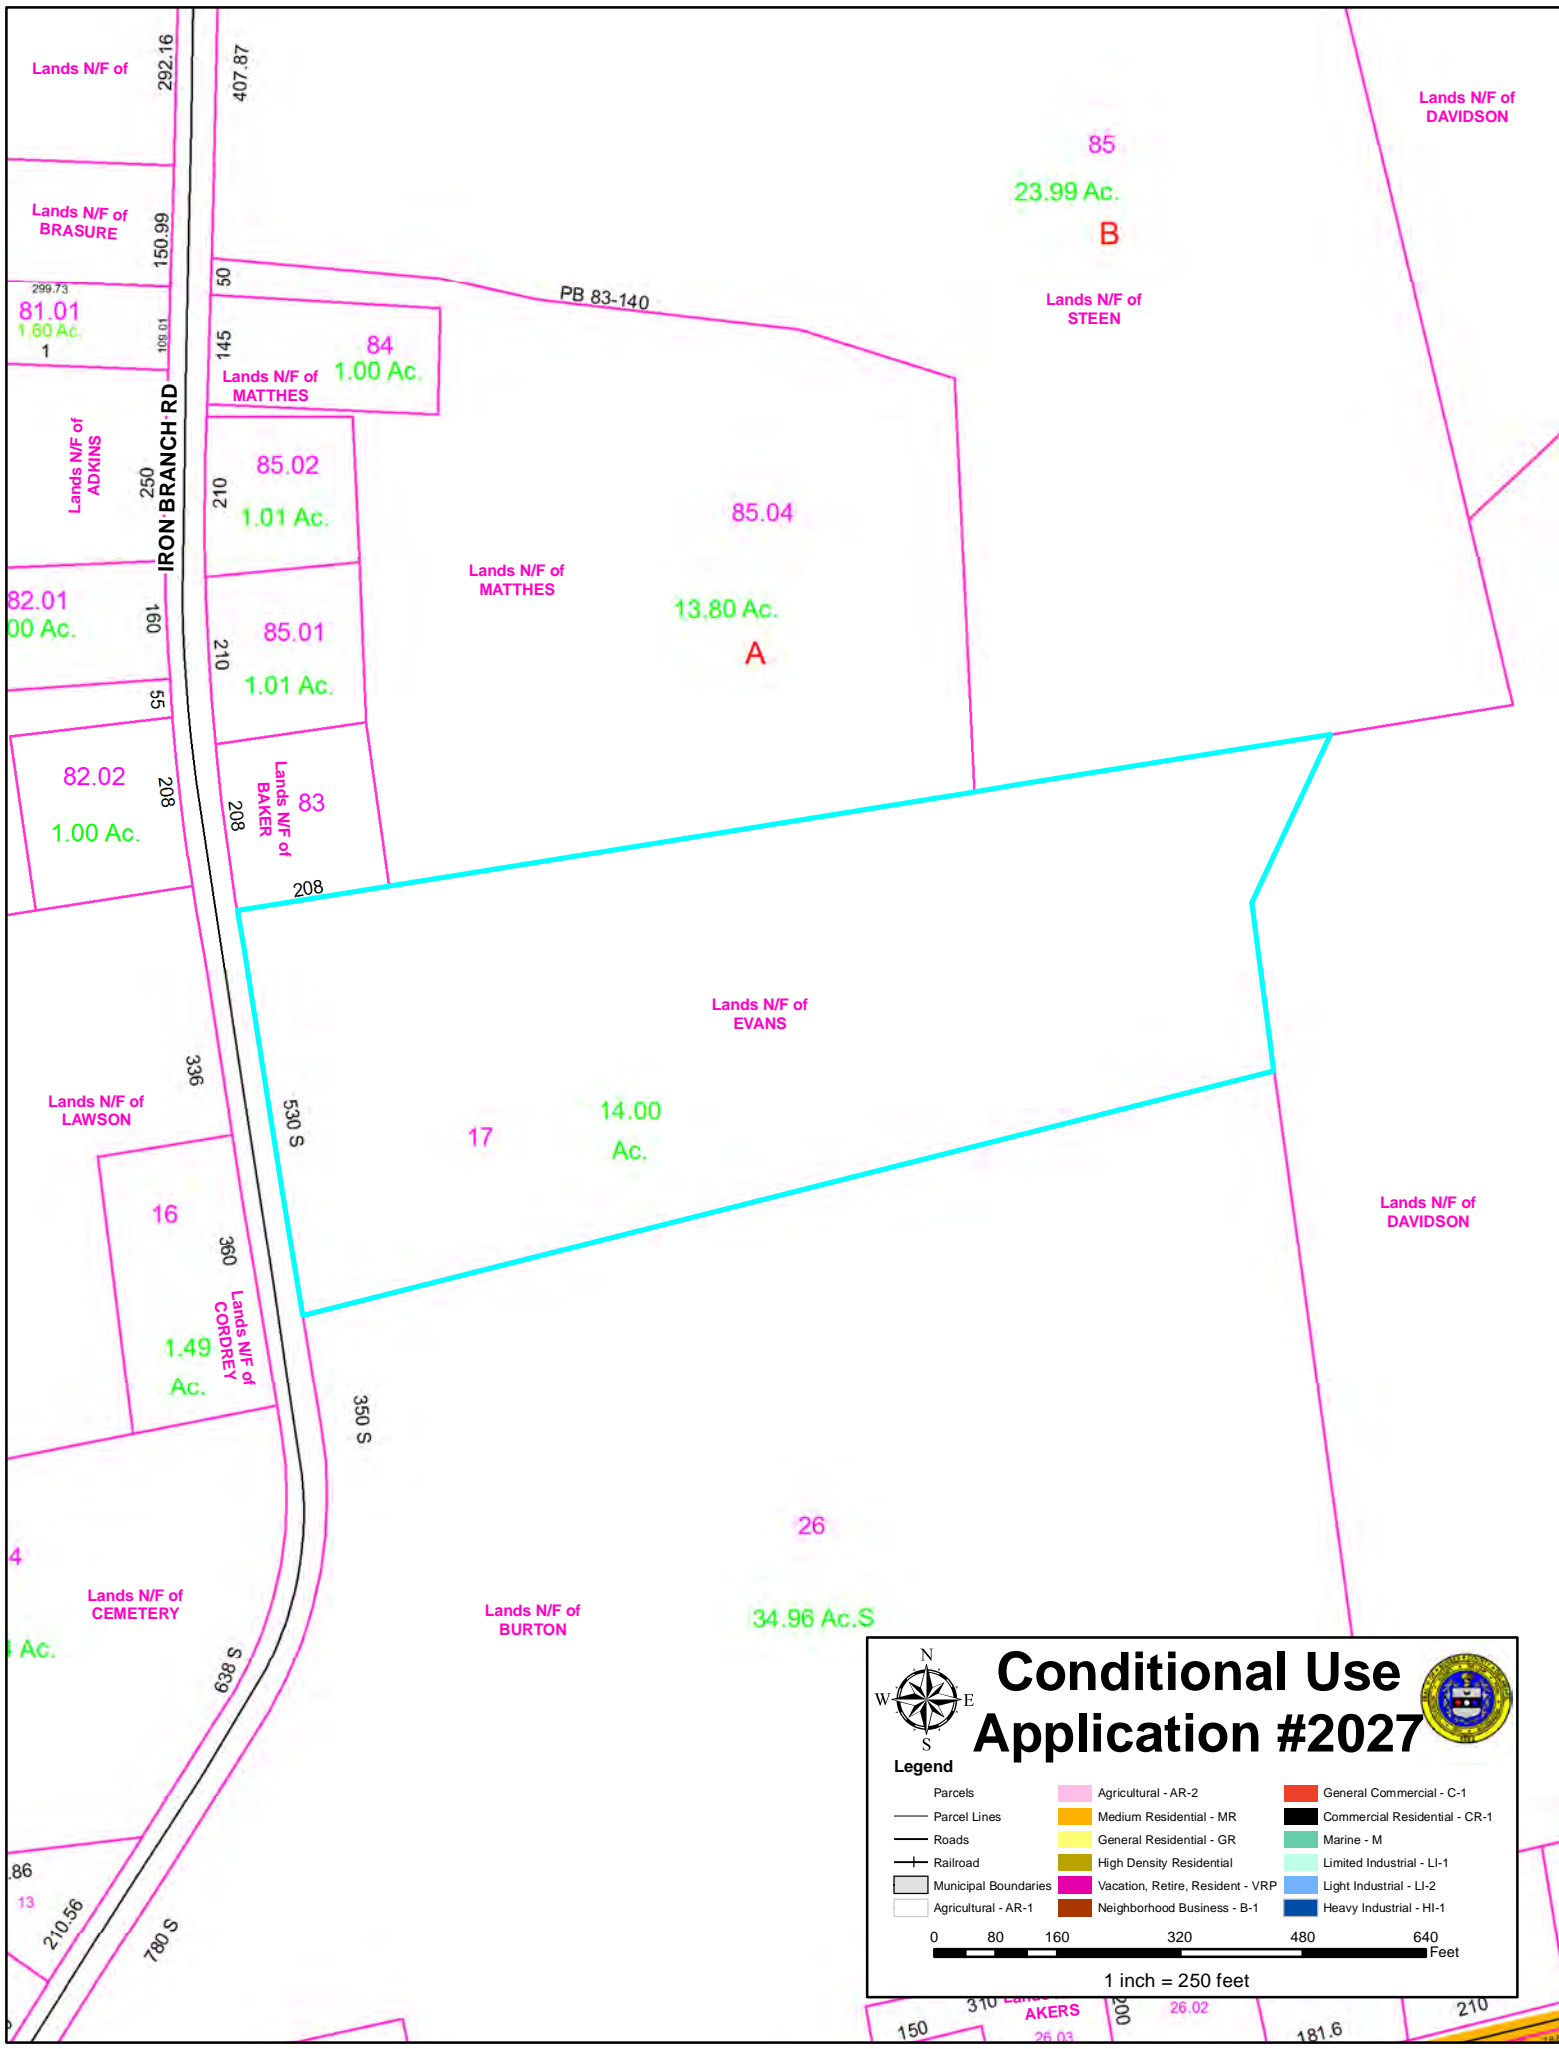 Lands N/F of
292.16
407.87
Lands N/F of
DAVIDSON
85
23.99 Ac.
B
Lands N/F of
STEEN
Lands N/F of
BRASURE
150.99
50
PB 83-140
299.73
81.01
1.60 Ac.
1
109.01
145
84
1.00 Ac.
Lands N/F of
MATTHES
IRON BRANCH RD
Lands N/F of
ADKINS
250
210
85.02
1.01 Ac.
85.04
Lands N/F of
MATTHES
13.80 Ac.
A
82.01
00 Ac.
160
210
85.01
1.01 Ac.
55
82.02
1.00 Ac.
208
208
Lands N/F of
BAKER
83
208
Lands N/F of
EVANS
336
530 S
17
14.00
Ac.
Lands N/F of
LAWSON
16
360
Lands N/F of
CORDREY
1.49
Ac.
Lands N/F of
DAVIDSON
350 S
26
34.96 Ac.S
4
Lands N/F of
CEMETERY
Ac.
Lands N/F of
BURTON
638 S
.86
13
210.56
780 S
N
W
E
S
Conditional Use
Application #2027
Legend
Parcels
Parcel Lines
Roads
Railroad
Municipal Boundaries
Agricultural - AR-1
Agricultural - AR-2
Medium Residential - MR
General Residential - GR
High Density Residential
Vacation, Retire, Resident - VRP
Neighborhood Business - B-1
General Commercial - C-1
Commercial Residential - CR-1
Marine - M
Limited Industrial - LI-1
Light Industrial - LI-2
Heavy Industrial - HI-1
0 80 160 320 480 640
Feet
1 inch = 250 feet
310
AKERS
200
26.02
210
150
26.03
181.6